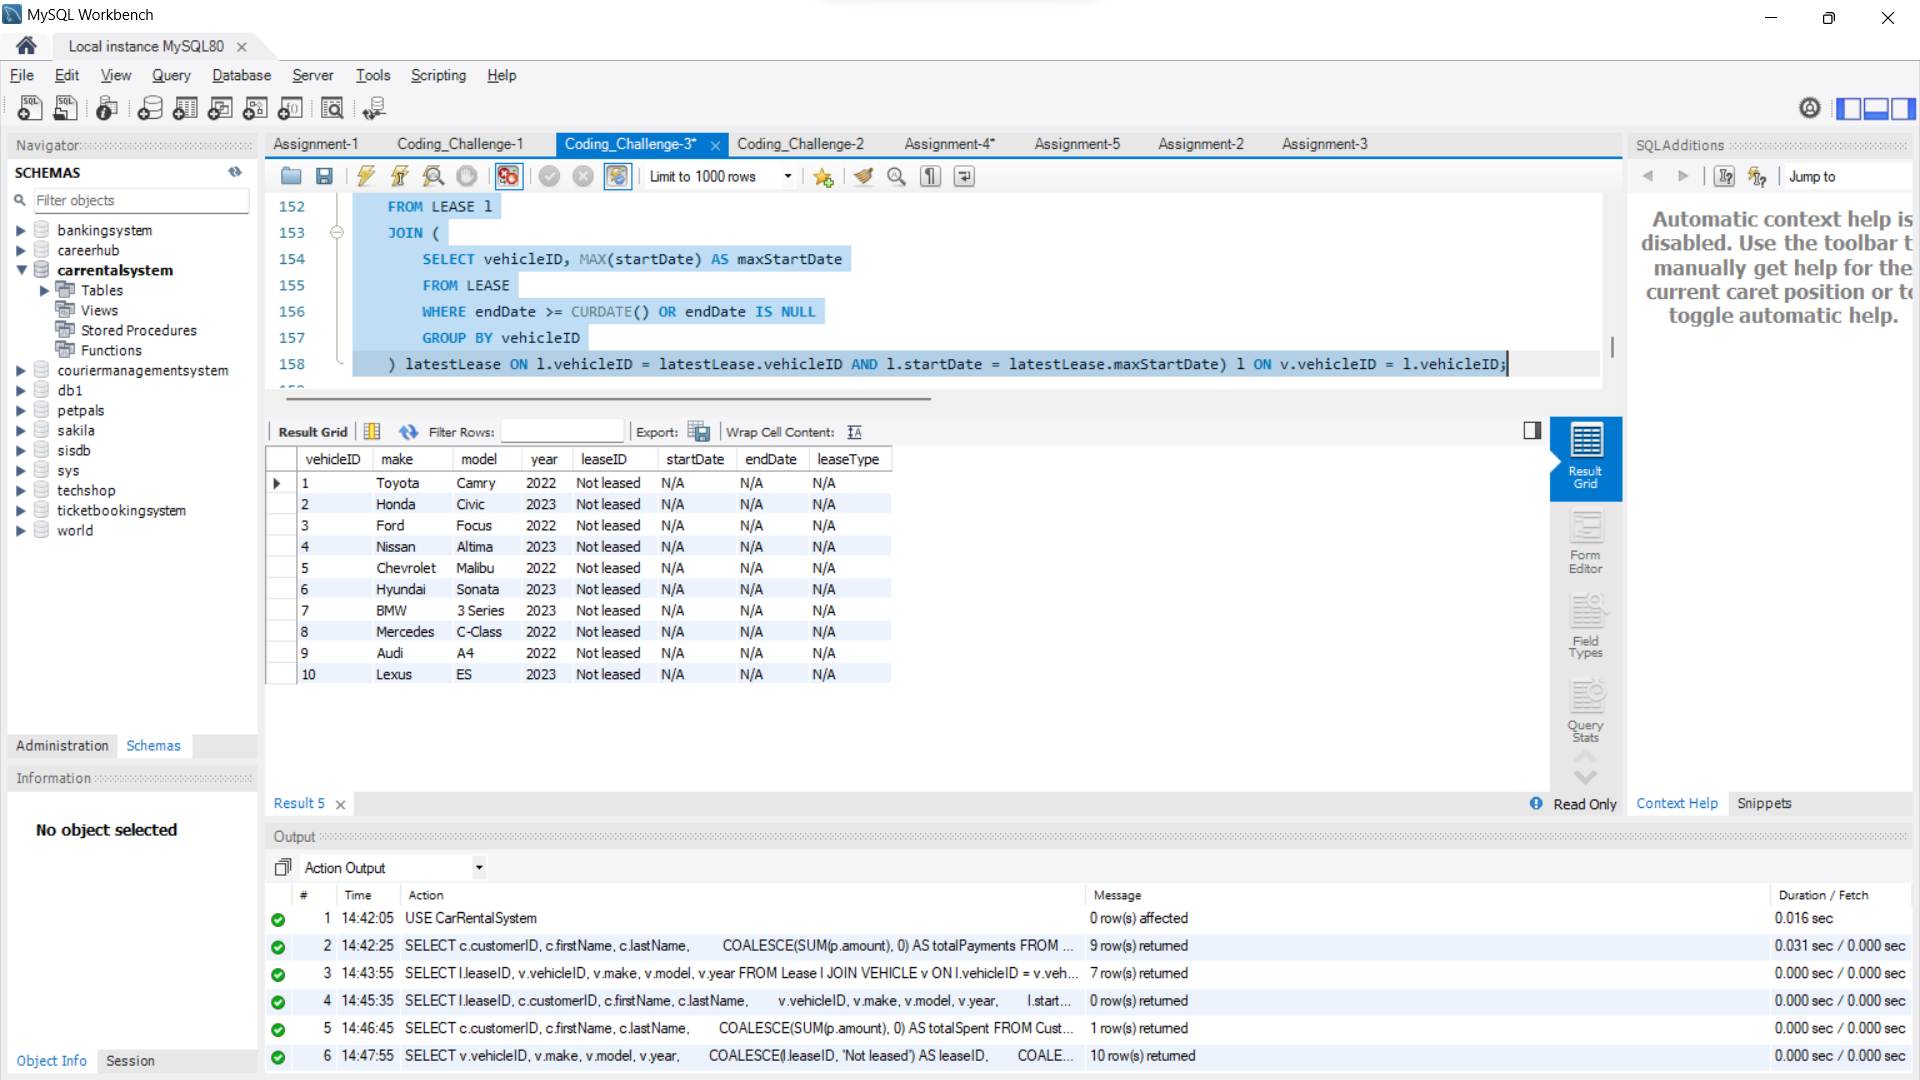 MySQL Workbench
Local instance MySQL80
File Edit View Query Database Server Tools Scripting Help
Navigator
SCHEMAS
Filter objects
bankingsystem
careerhub
carrentalsystem
Tables
Views
Stored Procedures
Functions
couriermanagementsystem
db1
petpals
sakila
sisdb
sys
techshop
ticketbookingsystem
world
Administration Schemas
Information
No object selected
Object Info Session
Assignment-1 Coding_Challenge-1 Coding_Challenge-3* Coding_Challenge-2 Assignment-4* Assignment-5 Assignment-2 Assignment-3
Limit to 1000 rows
152 FROM LEASE l
153 JOIN (
154 SELECT vehicleID, MAX(startDate) AS maxStartDate
155 FROM LEASE
156 WHERE endDate >= CURDATE() OR endDate IS NULL
157 GROUP BY vehicleID
158 ) latestLease ON l.vehicleID = latestLease.vehicleID AND l.startDate = latestLease.maxStartDate) l ON v.vehicleID = l.vehicleID;
Result Grid Filter Rows: Export: Wrap Cell Content:
vehicleID make model year leaseID startDate endDate leaseType
1 Toyota Camry 2022 Not leased N/A N/A N/A
2 Honda Civic 2023 Not leased N/A N/A N/A
3 Ford Focus 2022 Not leased N/A N/A N/A
4 Nissan Altima 2023 Not leased N/A N/A N/A
5 Chevrolet Malibu 2022 Not leased N/A N/A N/A
6 Hyundai Sonata 2023 Not leased N/A N/A N/A
7 BMW 3 Series 2023 Not leased N/A N/A N/A
8 Mercedes C-Class 2022 Not leased N/A N/A N/A
9 Audi A4 2022 Not leased N/A N/A N/A
10 Lexus ES 2023 Not leased N/A N/A N/A
Result
Grid
Form
Editor
Field
Types
Query
Stats
Result 5
Read Only
SQLAdditions
Jump to
Automatic context help is
disabled. Use the toolbar t
manually get help for the
current caret position or to
toggle automatic help.
Context Help Snippets
Output
Action Output
# Time Action Message Duration / Fetch
1 14:42:05 USE CarRentalSystem 0 row(s) affected 0.016 sec
2 14:42:25 SELECT c.customerID, c.firstName, c.lastName, COALESCE(SUM(p.amount), 0) AS totalPayments FROM ... 9 row(s) returned 0.031 sec / 0.000 sec
3 14:43:55 SELECT l.leaseID, v.vehicleID, v.make, v.model, v.year FROM Lease l JOIN VEHICLE v ON l.vehicleID = v.veh... 7 row(s) returned 0.000 sec / 0.000 sec
4 14:45:35 SELECT l.leaseID, c.customerID, c.firstName, c.lastName, v.vehicleID, v.make, v.model, v.year, l.start... 0 row(s) returned 0.000 sec / 0.000 sec
5 14:46:45 SELECT c.customerID, c.firstName, c.lastName, COALESCE(SUM(p.amount), 0) AS totalSpent FROM Cust... 1 row(s) returned 0.000 sec / 0.000 sec
6 14:47:55 SELECT v.vehicleID, v.make, v.model, v.year, COALESCE(l.leaseID, 'Not leased') AS leaseID, COALE... 10 row(s) returned 0.000 sec / 0.000 sec